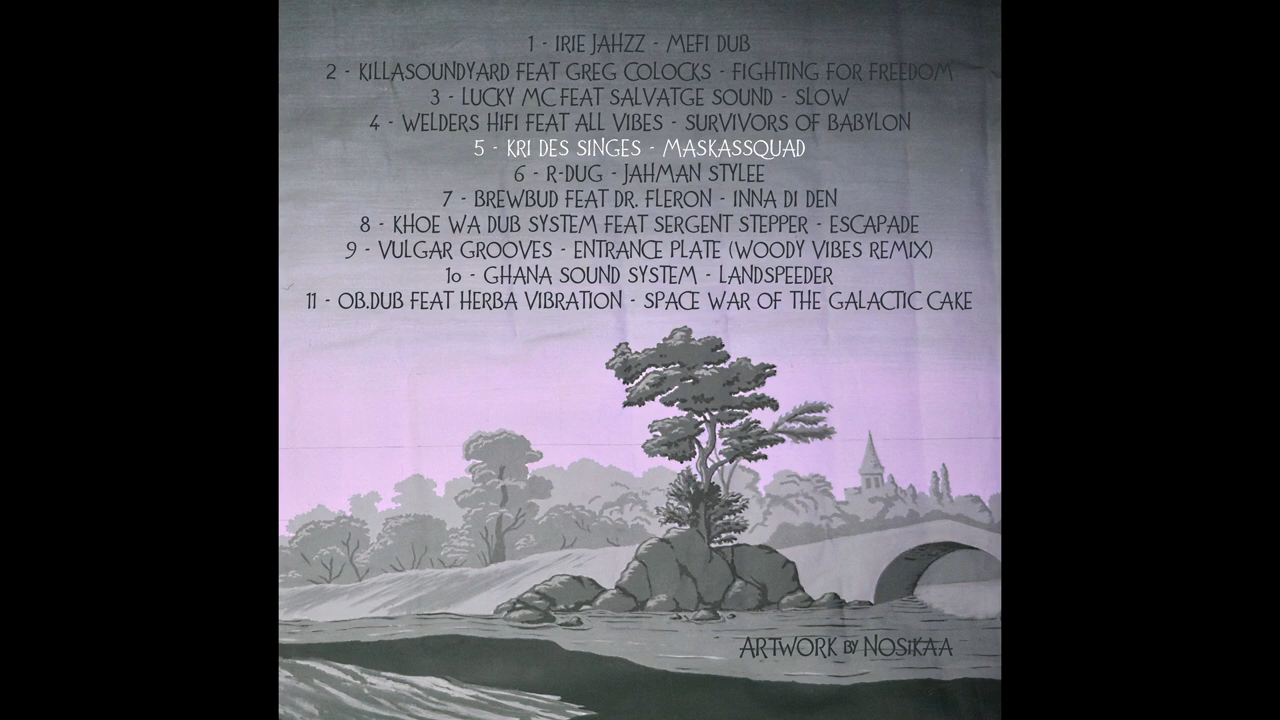 1 - IRIE JAHZZ - MEFI DUB
2 - KILLASOUNDYARD FEAT GREG COLOCKS - FIGHTING FOR FREEDOM
3 - LUCKY MC FEAT SALVATGE SOUND - SLOW
4 - WELDERS HIFI FEAT ALL VIBES - SURVIVORS OF BABYLON
5 - KRI DES SINGES - MASKASSQUAD
6 - R-DUG - JAHMAN STYLEE
7 - BREWBUD FEAT DR. FLERON - INNA DI DEN
8 - KHOE WA DUB SYSTEM FEAT SERGENT STEPPER - ESCAPADE
9 - VULGAR GROOVES - ENTRANCE PLATE (WOODY VIBES REMIX)
10 - GHANA SOUND SYSTEM - LANDSPEEDER
11 - OB.DUB FEAT HERBA VIBRATION - SPACE WAR OF THE GALACTIC CAKE
ARTWORK BY NOSiKAA